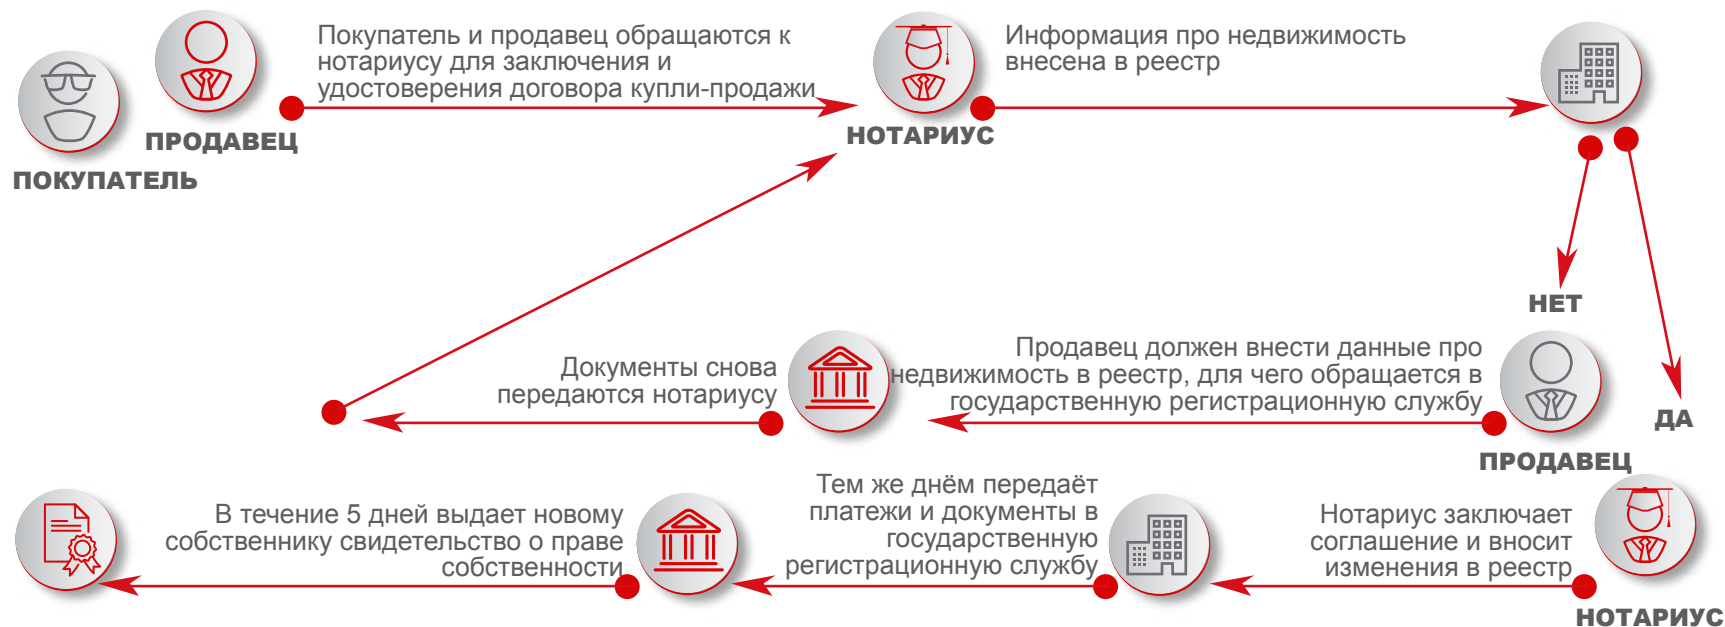 Покупатель и продавец обращаются к
нотариусу для заключения и
удостоверения договора купли-продажи
ПРОДАВЕЦ
ПОКУПАТЕЛЬ
НОТАРИУС
Информация про недвижимость
внесена в реестр
НЕТ
ДА
Продавец должен внести данные про
недвижимость в реестр, для чего обращается в
государственную регистрационную службу
ПРОДАВЕЦ
Документы снова
передаются нотариусу
Нотариус заключает
соглашение и вносит
изменения в реестр
НОТАРИУС
Тем же днём передаёт
платежи и документы в
государственную
регистрационную службу
В течение 5 дней выдает новому
собственнику свидетельство о праве
собственности